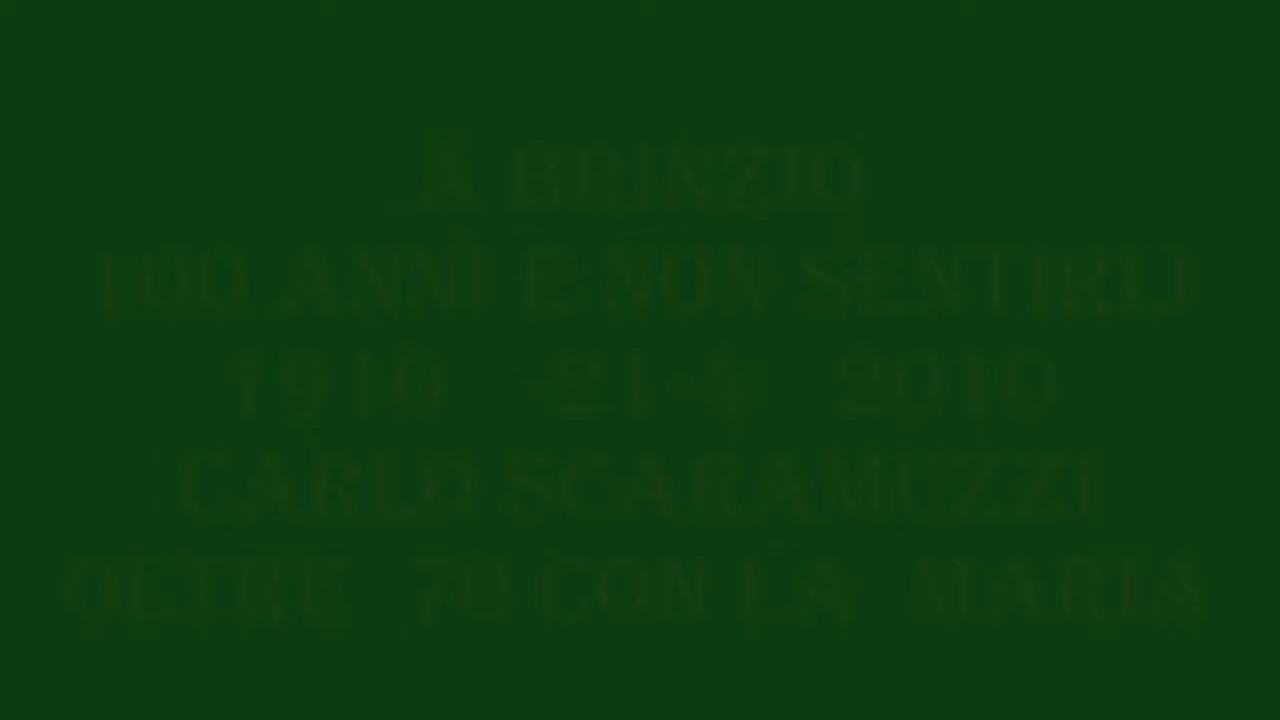 A BRINZIO
100 ANNI E NON SENTIRLI
1910 -21-4- 2010
CARLO SCARAMUZZI
OLTRE 70 CON LA MARIA